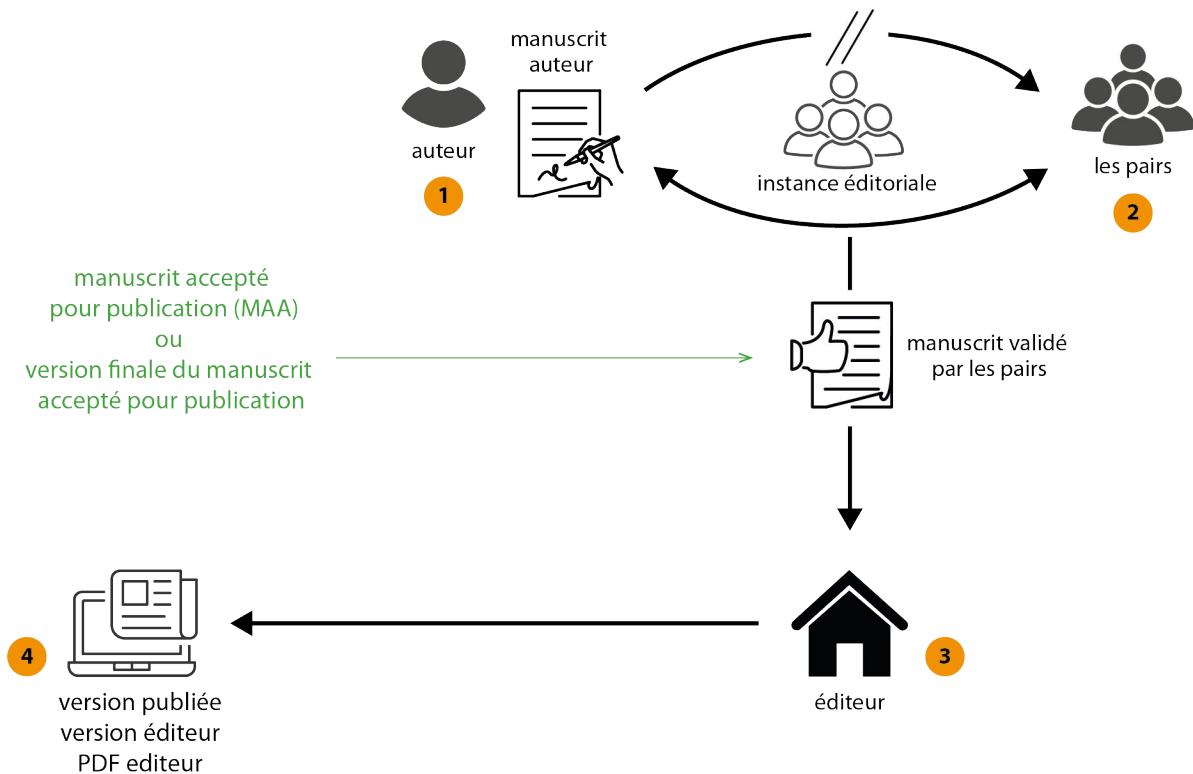 manuscrit
auteur
auteur
1
instance éditoriale
les pairs
2
manuscrit accepté
pour publication (MAA)
ou
version finale du manuscrit
accepté pour publication
manuscrit validé
par les pairs
éditeur
3
4
version publiée
version éditeur
PDF editeur